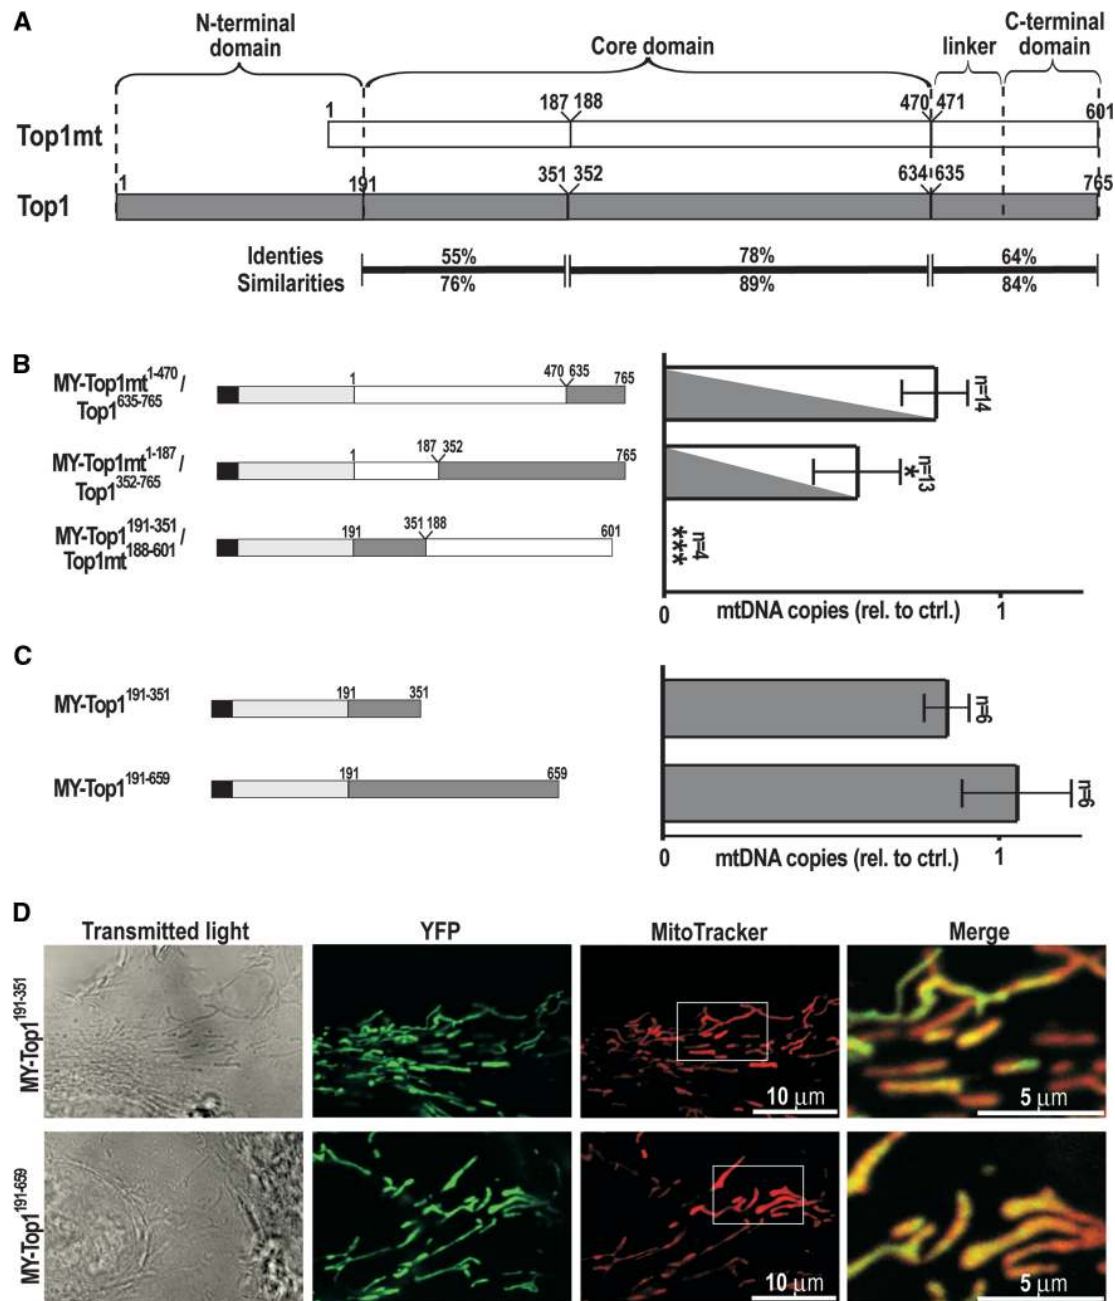 A
N-terminal domain
Core domain
linker
C-terminal domain
1
187 188
470 471
601
Top1mt
1
191
351 352
634 635
765
Top1
Identies
55%
78%
64%
Similarities
76%
89%
84%
B
MY-Top1mt1-470 /
Top1635-765
1
470 635
765
n=14
MY-Top1mt1-187 /
Top1352-765
1
187 352
765
n=13
*
MY-Top1191-351 /
Top1mt188-601
191
351 188
601
n=4
***
0
mtDNA copies (rel. to ctrl.)
1
C
MY-Top1191-351
191
351
n=6
MY-Top1191-659
191
659
n=6
0
mtDNA copies (rel. to ctrl.)
1
D
Transmitted light
YFP
MitoTracker
Merge
MY-Top1191-351
10 μm
5 μm
MY-Top1191-659
10 μm
5 μm